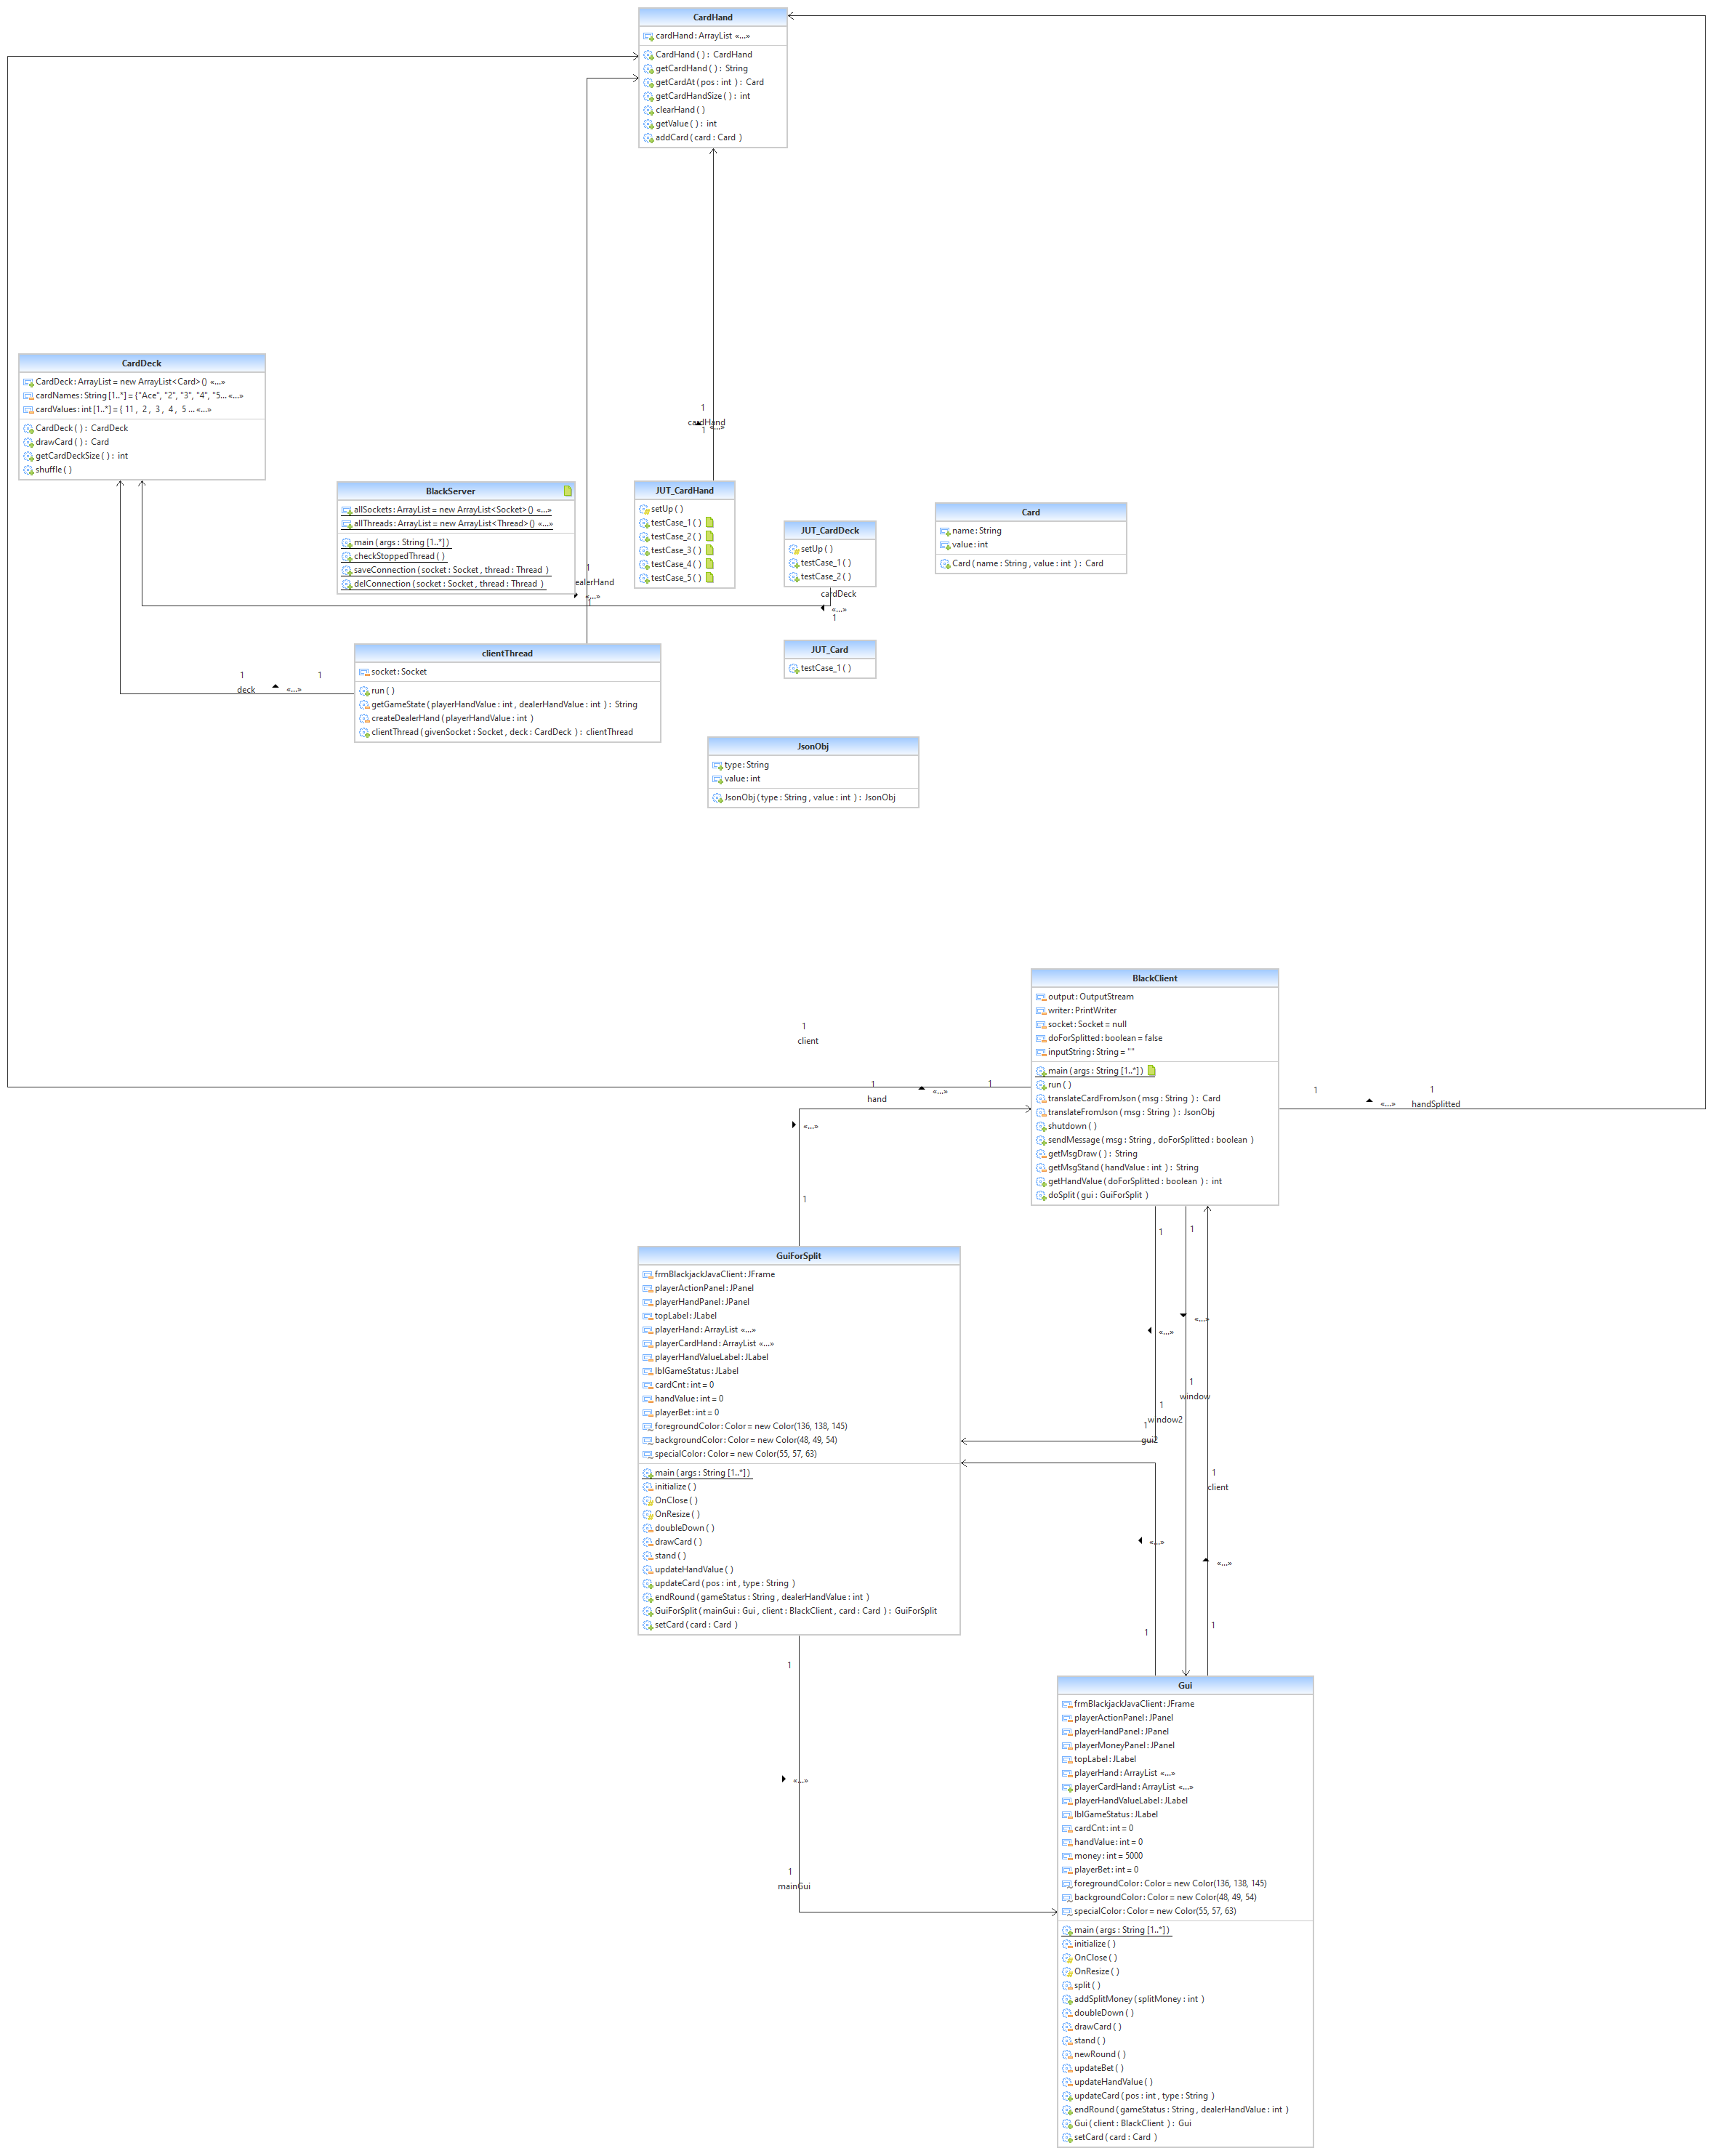 CardHand
cardHand : ArrayList «...»
CardHand ( ) : CardHand
getCardHand ( ) : String
getCardAt ( pos : int ) : Card
getCardHandSize ( ) : int
clearHand ( )
getValue ( ) : int
addCard ( card : Card )
CardDeck
CardDeck : ArrayList = new ArrayList<Card>() «...»
cardNames : String [1..*] = {"Ace", "2", "3", "4", "5... «...»
cardValues : int [1..*] = { 11 , 2 , 3 , 4 , 5 ... «...»
CardDeck ( ) : CardDeck
drawCard ( ) : Card
getCardDeckSize ( ) : int
shuffle ( )
1
cardHand
1 «...»
BlackServer
allSockets : ArrayList = new ArrayList<Socket>() «...»
allThreads : ArrayList = new ArrayList<Thread>() «...»
main ( args : String [1..*] )
checkStoppedThread ( )
saveConnection ( socket : Socket , thread : Thread )
delConnection ( socket : Socket , thread : Thread )
JUT_CardHand
setUp ( )
testCase_1 ( )
testCase_2 ( )
testCase_3 ( )
testCase_4 ( )
testCase_5 ( )
JUT_CardDeck
setUp ( )
testCase_1 ( )
testCase_2 ( )
Card
name : String
value : int
Card ( name : String , value : int ) : Card
1
ealerHand
«...»
1
cardDeck
«...»
1
clientThread
socket : Socket
run ( )
getGameState ( playerHandValue : int , dealerHandValue : int ) : String
createDealerHand ( playerHandValue : int )
clientThread ( givenSocket : Socket , deck : CardDeck ) : clientThread
JUT_Card
testCase_1 ( )
1 1
deck «...»
JsonObj
type : String
value : int
JsonObj ( type : String , value : int ) : JsonObj
BlackClient
output : OutputStream
writer : PrintWriter
socket : Socket = null
doForSplitted : boolean = false
inputString : String = ""
main ( args : String [1..*] )
run ( )
translateCardFromJson ( msg : String ) : Card
translateFromJson ( msg : String ) : JsonObj
shutdown ( )
sendMessage ( msg : String , doForSplitted : boolean )
getMsgDraw ( ) : String
getMsgStand ( handValue : int ) : String
getHandValue ( doForSplitted : boolean ) : int
doSplit ( gui : GuiForSplit )
1
client
1 1
hand «...»
1 1
«...» handSplitted
«...»
1
GuiForSplit
frmBlackjackJavaClient : JFrame
playerActionPanel : JPanel
playerHandPanel : JPanel
topLabel : JLabel
playerHand : ArrayList «...»
playerCardHand : ArrayList «...»
playerHandValueLabel : JLabel
lblGameStatus : JLabel
cardCnt : int = 0
handValue : int = 0
playerBet : int = 0
foregroundColor : Color = new Color(136, 138, 145)
backgroundColor : Color = new Color(48, 49, 54)
specialColor : Color = new Color(55, 57, 63)
main ( args : String [1..*] )
initialize ( )
OnClose ( )
OnResize ( )
doubleDown ( )
drawCard ( )
stand ( )
updateHandValue ( )
updateCard ( pos : int , type : String )
endRound ( gameStatus : String , dealerHandValue : int )
GuiForSplit ( mainGui : Gui , client : BlackClient , card : Card ) : GuiForSplit
setCard ( card : Card )
1 1
«...»
«...»
1
window
1
window2
1
gui2
1
client
«...»
«...»
1 1
1
«...»
1
mainGui
Gui
frmBlackjackJavaClient : JFrame
playerActionPanel : JPanel
playerHandPanel : JPanel
playerMoneyPanel : JPanel
topLabel : JLabel
playerHand : ArrayList «...»
playerCardHand : ArrayList «...»
playerHandValueLabel : JLabel
lblGameStatus : JLabel
cardCnt : int = 0
handValue : int = 0
money : int = 5000
playerBet : int = 0
foregroundColor : Color = new Color(136, 138, 145)
backgroundColor : Color = new Color(48, 49, 54)
specialColor : Color = new Color(55, 57, 63)
main ( args : String [1..*] )
initialize ( )
OnClose ( )
OnResize ( )
split ( )
addSplitMoney ( splitMoney : int )
doubleDown ( )
drawCard ( )
stand ( )
newRound ( )
updateBet ( )
updateHandValue ( )
updateCard ( pos : int , type : String )
endRound ( gameStatus : String , dealerHandValue : int )
Gui ( client : BlackClient ) : Gui
setCard ( card : Card )